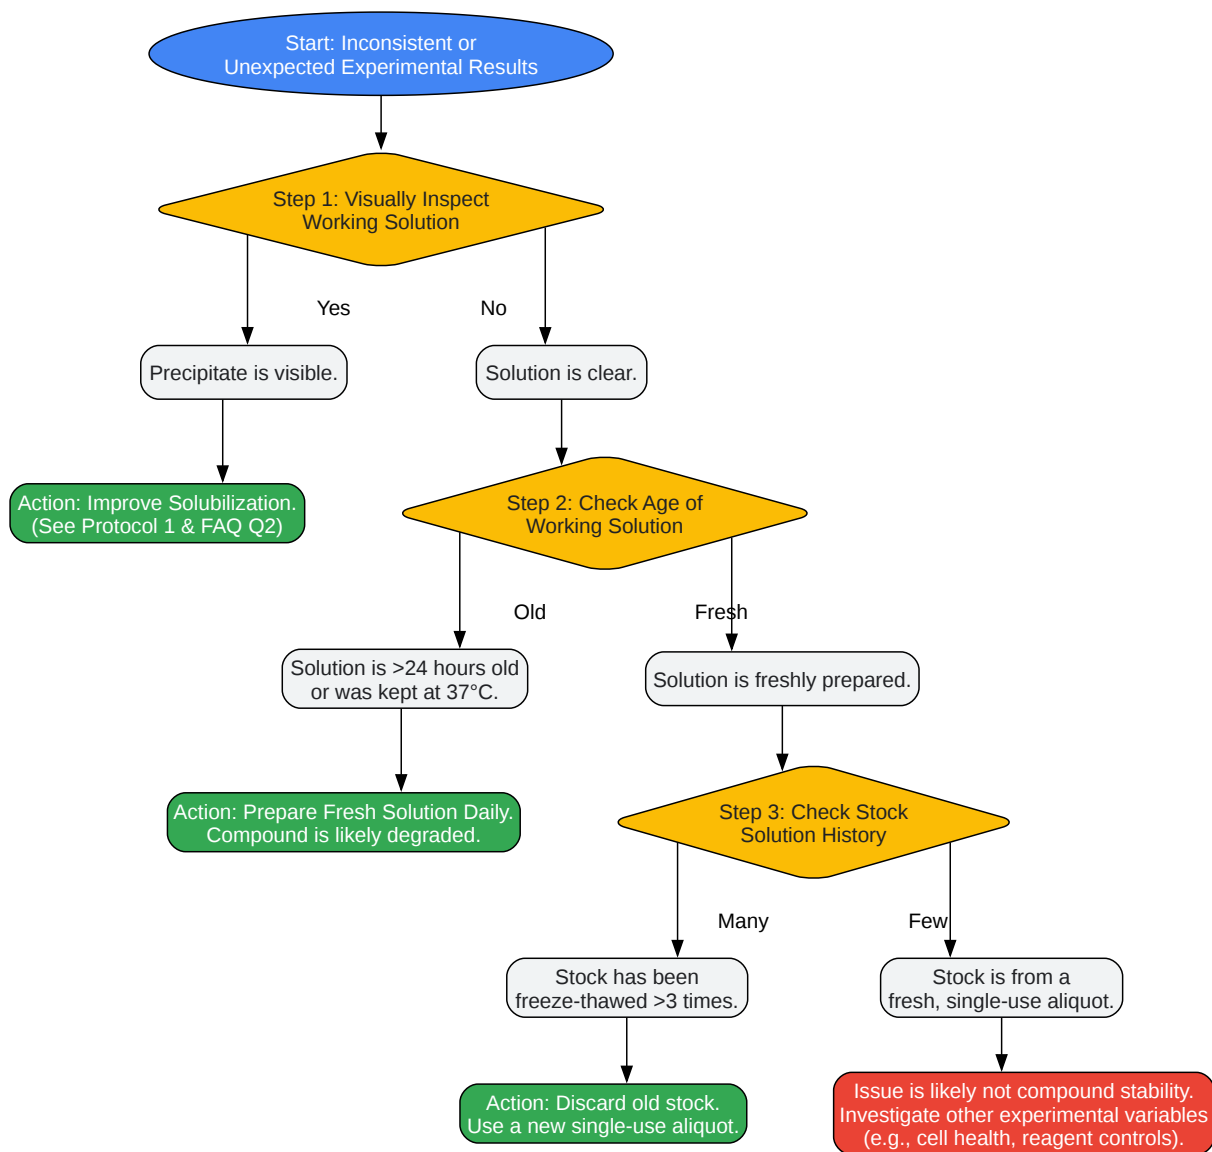 Start: Inconsistent or
Unexpected Experimental Results
Step 1: Visually Inspect
Working Solution
Yes
No
Precipitate is visible.
Solution is clear.
Action: Improve Solubilization.
(See Protocol 1 & FAQ Q2)
Step 2: Check Age of
Working Solution
Old
Fresh
Solution is >24 hours old
or was kept at 37°C.
Solution is freshly prepared.
Action: Prepare Fresh Solution Daily.
Compound is likely degraded.
Step 3: Check Stock
Solution History
Many
Few
Stock has been
freeze-thawed >3 times.
Stock is from a
fresh, single-use aliquot.
Action: Discard old stock.
Use a new single-use aliquot.
Issue is likely not compound stability.
Investigate other experimental variables
(e.g., cell health, reagent controls).